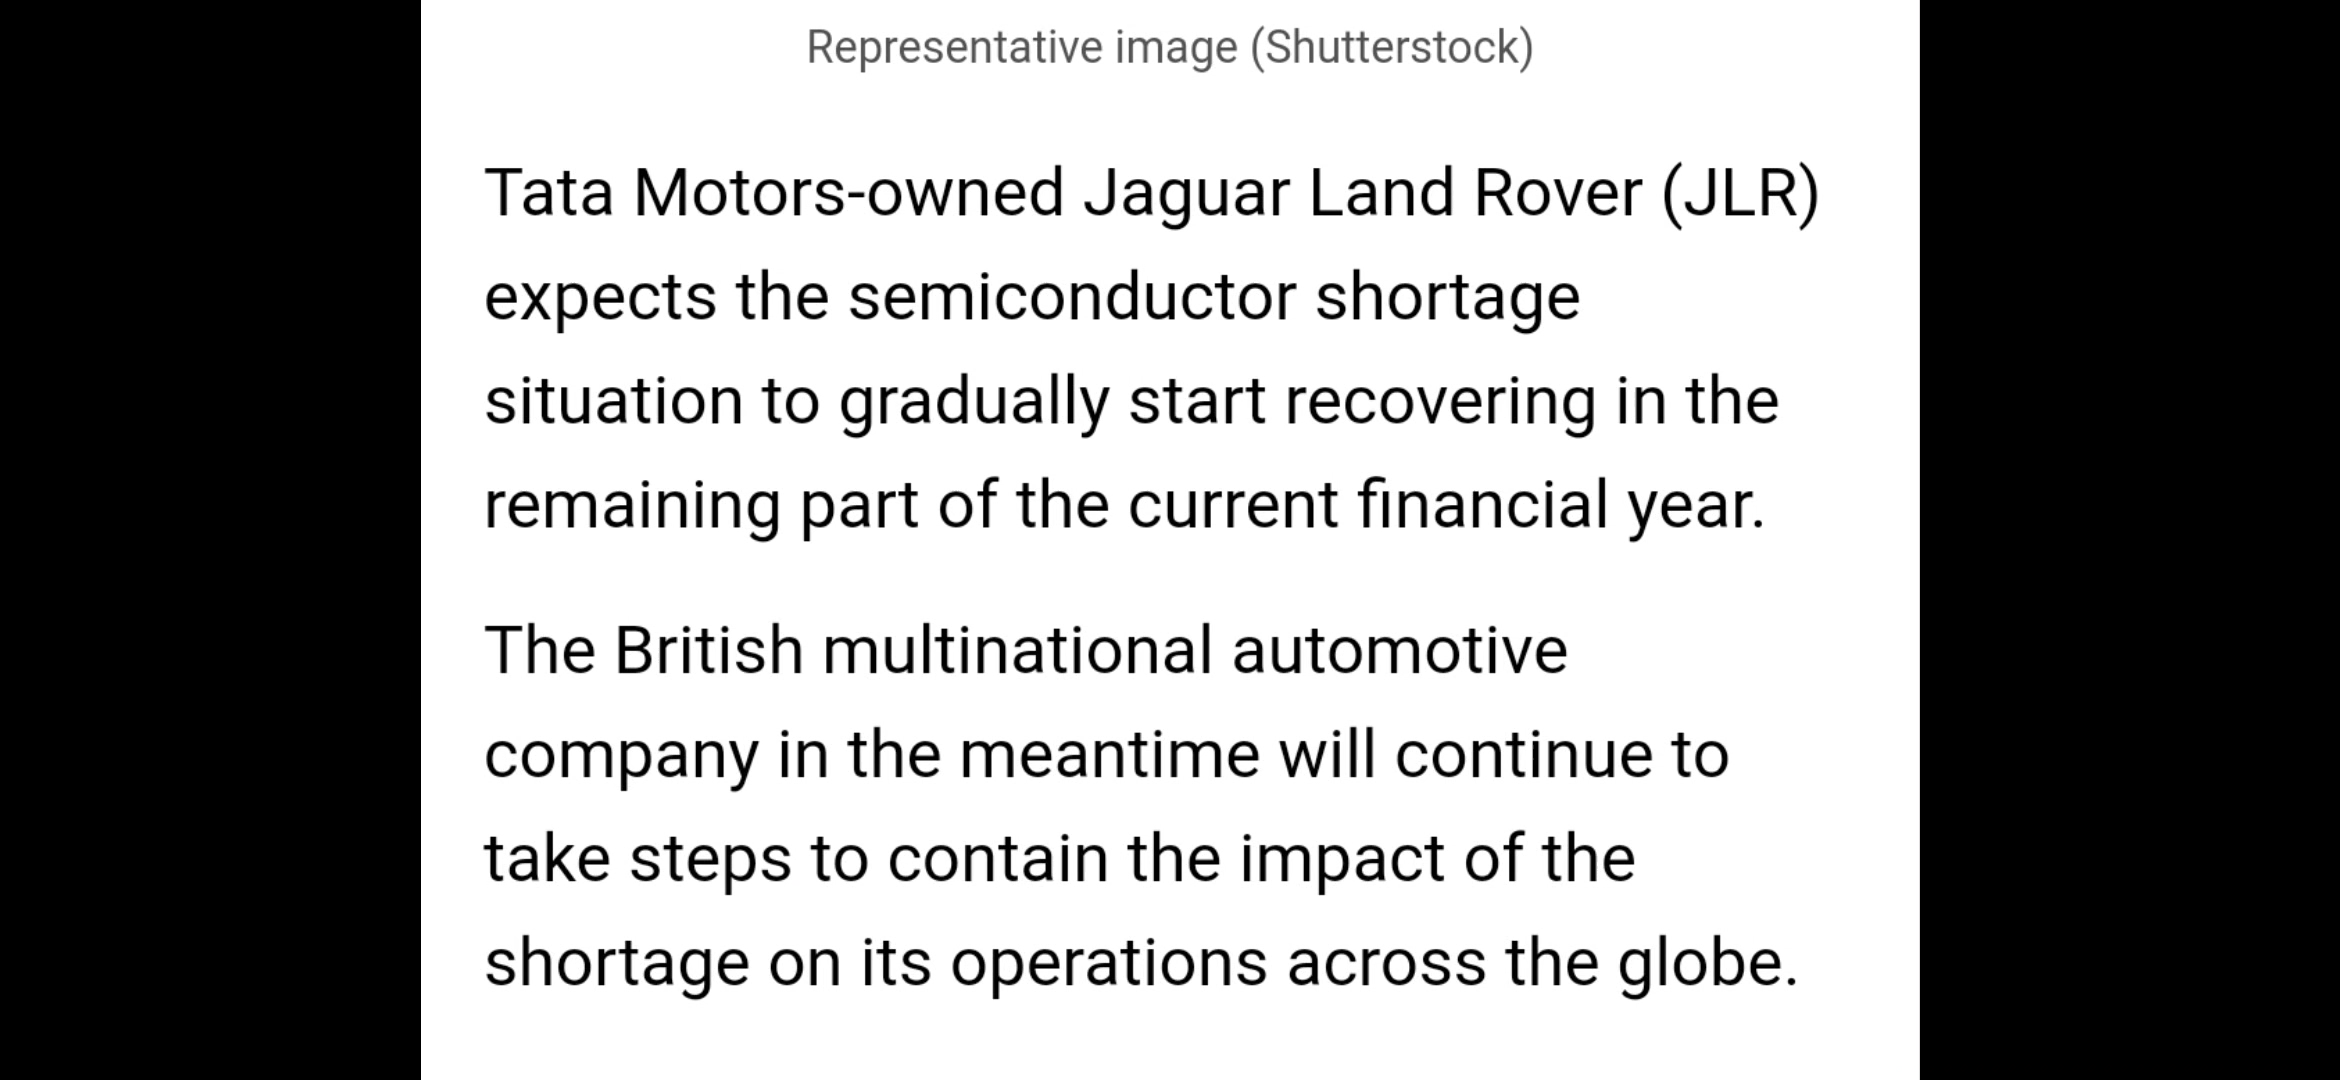 Representative image (Shutterstock)
Tata Motors-owned Jaguar Land Rover (JLR)
expects the semiconductor shortage
situation to gradually start recovering in the
remaining part of the current financial year.
The British multinational automotive
company in the meantime will continue to
take steps to contain the impact of the
shortage on its operations across the globe.